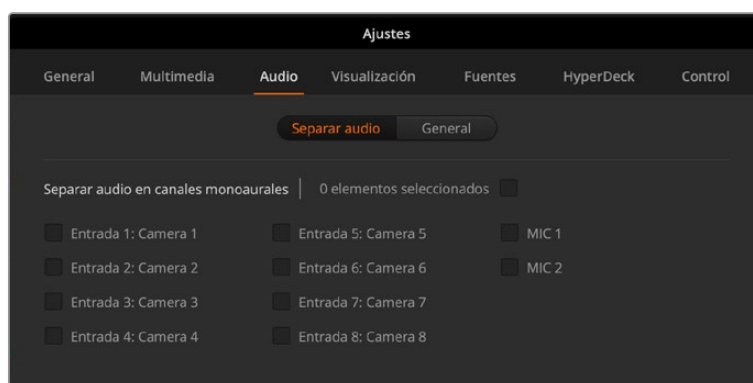 Ajustes
General Multimedia Audio Visualización Fuentes HyperDeck Control
Separar audio General
Separar audio en canales monoaurales | 0 elementos seleccionados
Entrada 1: Camera 1 Entrada 5: Camera 5 MIC 1
Entrada 2: Camera 2 Entrada 6: Camera 6 MIC 2
Entrada 3: Camera 3 Entrada 7: Camera 7
Entrada 4: Camera 4 Entrada 8: Camera 8